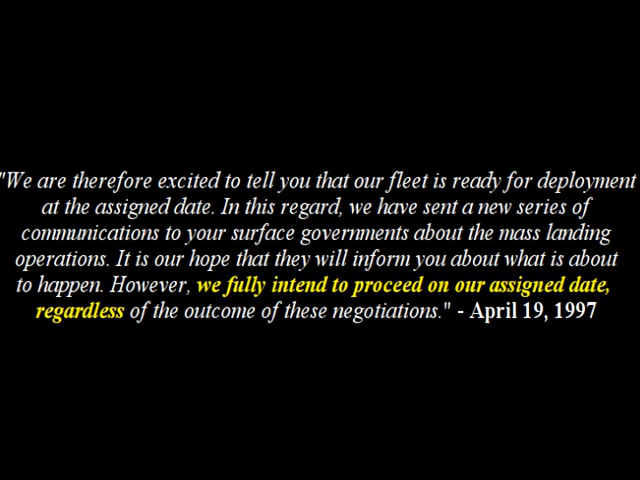 "We are therefore excited to tell you that our fleet is ready for deployment
at the assigned date. In this regard, we have sent a new series of
communications to your surface governments about the mass landing
operations. It is our hope that they will inform you about what is about
to happen. However, we fully intend to proceed on our assigned date,
regardless of the outcome of these negotiations." - April 19, 1997